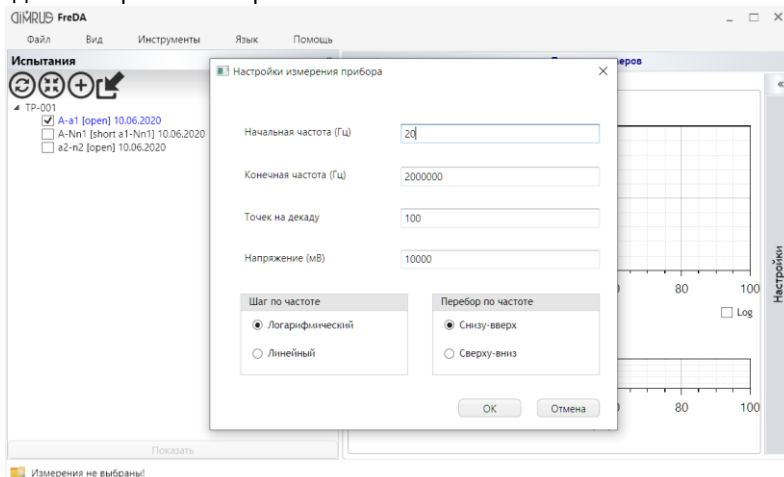 DIMRUS FreDA
Файл Вид Инструменты Язык Помощь
Испытания
TP-001
A-a1 [open] 10.06.2020
A-Nn1 [short a1-Nn1] 10.06.2020
a2-n2 [open] 10.06.2020
Показать
Измерения не выбраны!
Настройки измерения прибора
Начальная частота (Гц) 20
Конечная частота (Гц) 2000000
Точек на декаду 100
Напряжение (мВ) 10000
Шаг по частоте
Логарифмический
Линейный
Перебор по частоте
Снизу-вверх
Сверху-вниз
OK Отмена
80 100
Log
80 100
Настройки